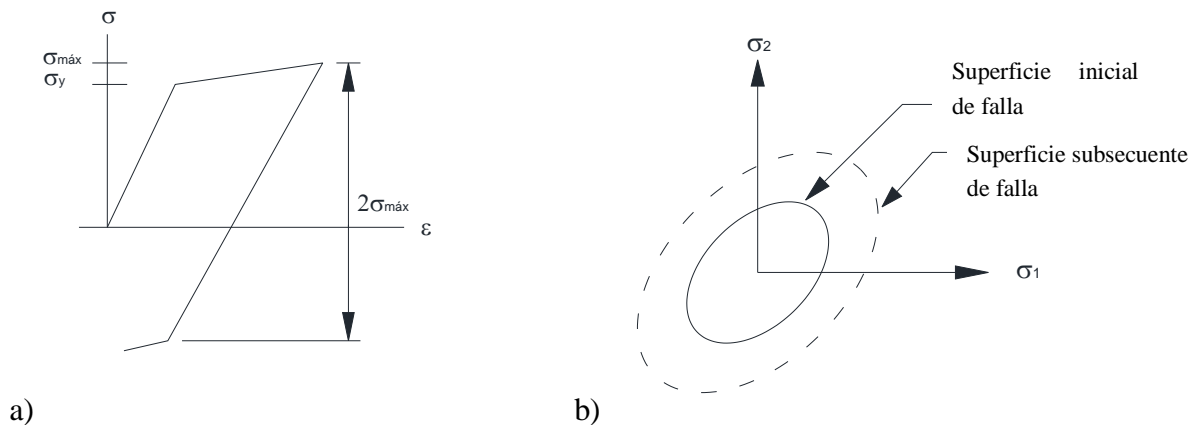 σ
σmáx
σy
2σmáx
ε
a)
σ2
Superficie inicial
de falla
Superficie subsecuente
de falla
σ1
b)